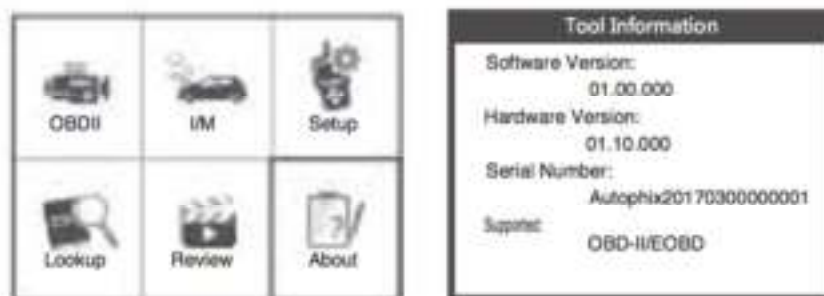 OBDII
I/M
Setup
Lookup
Review
About
Tool Information
Software Version:
01.00.000
Hardware Version:
01.10.000
Serial Number:
Autophix20170300000001
Supported:
OBD-II/EOBD